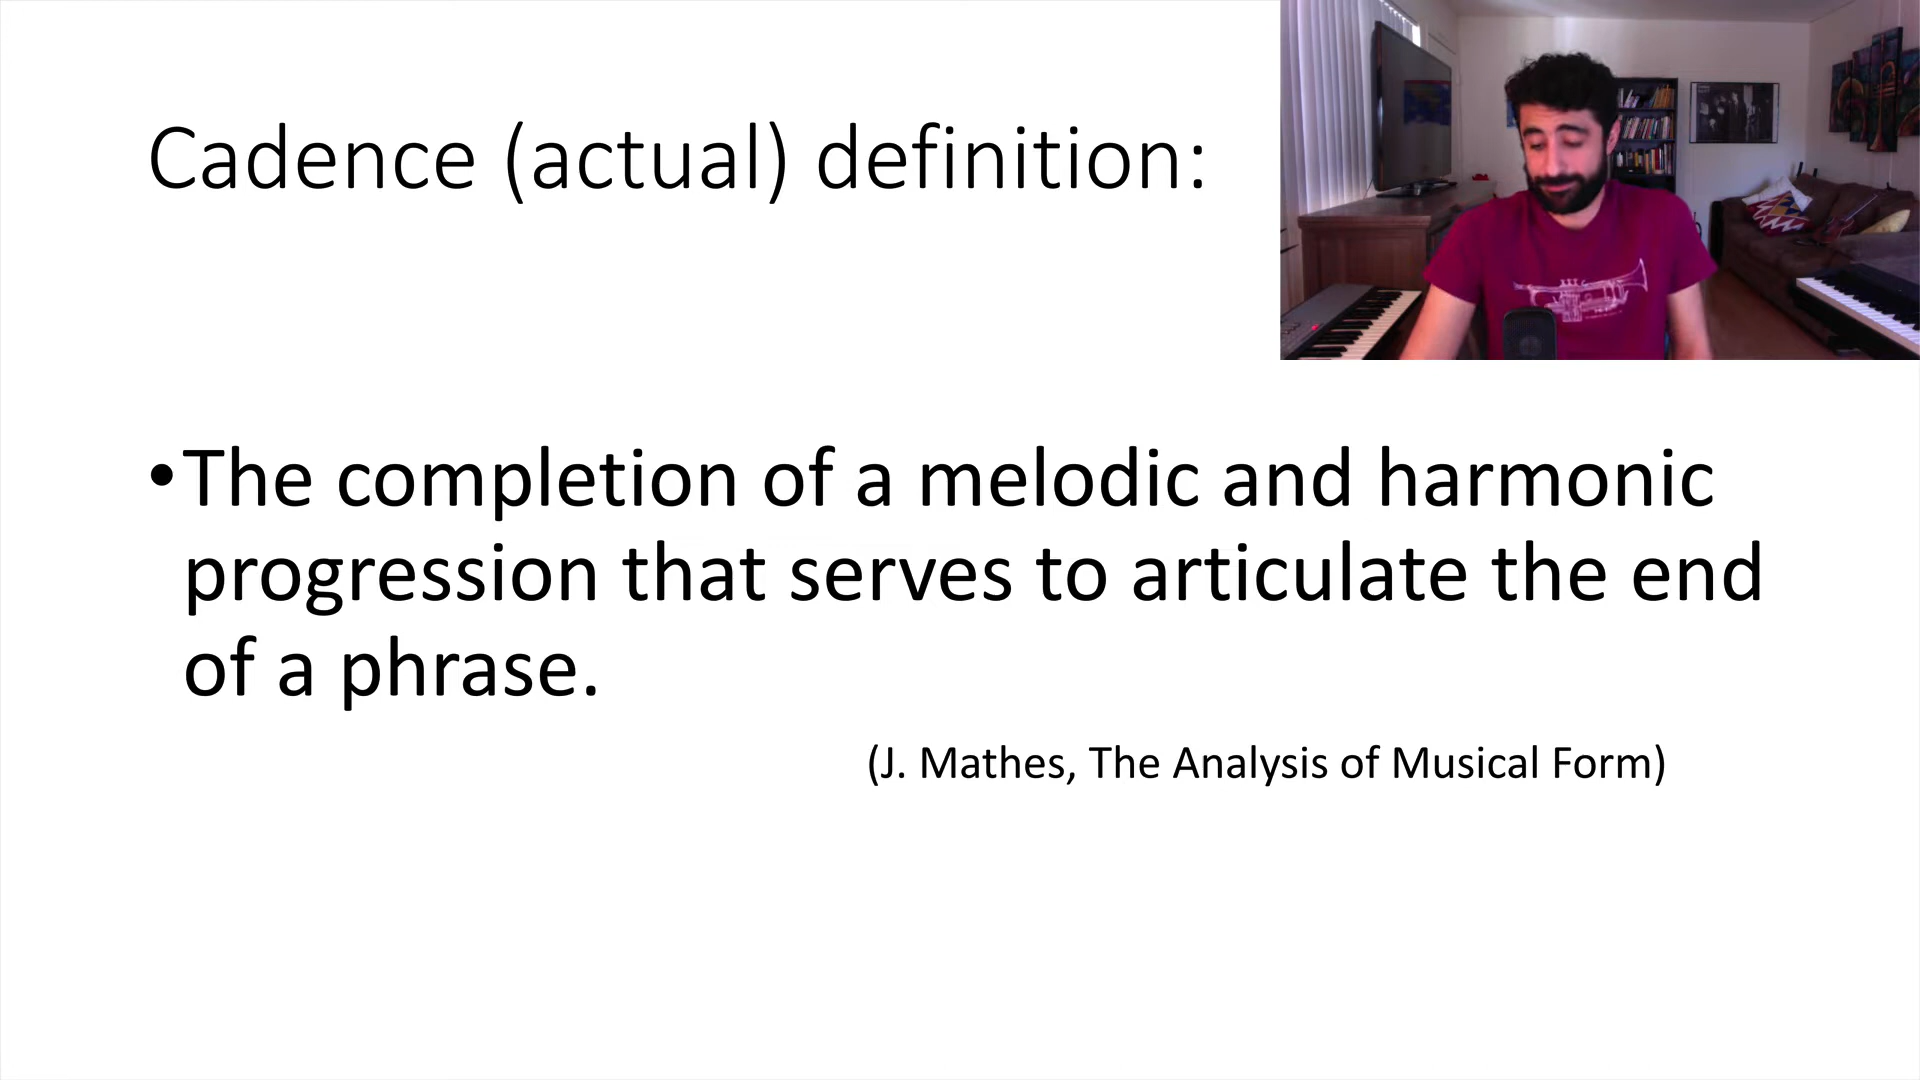 Cadence (actual) definition:
•The completion of a melodic and harmonic
progression that serves to articulate the end
of a phrase.
(J. Mathes, The Analysis of Musical Form)